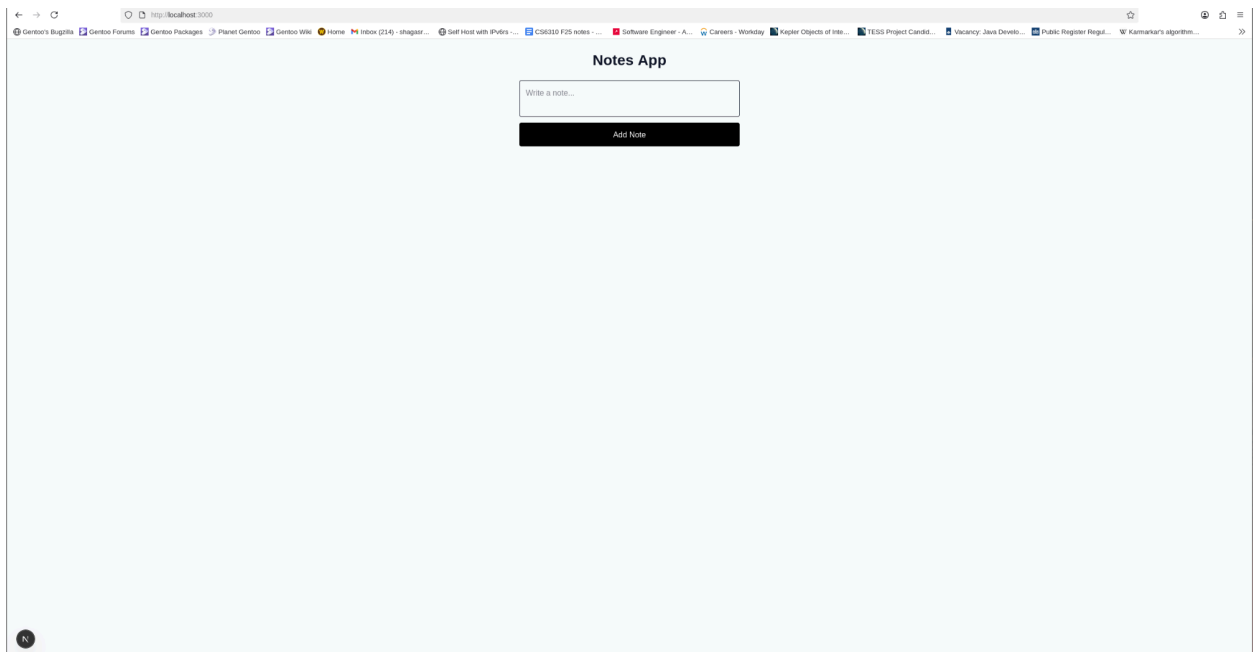 http://localhost:3000
Gentoo's Bugzilla Gentoo Forums Gentoo Packages Planet Gentoo Gentoo Wiki Home Inbox (214) - shagasr... Self Host with IPv6rs -... CS6310 F25 notes - ... Software Engineer - A... Careers - Workday Kepler Objects of Inte... TESS Project Candid... Vacancy: Java Develo... Public Register Regul... Karmarkar's algorithm...
Notes App
Write a note...
Add Note
N